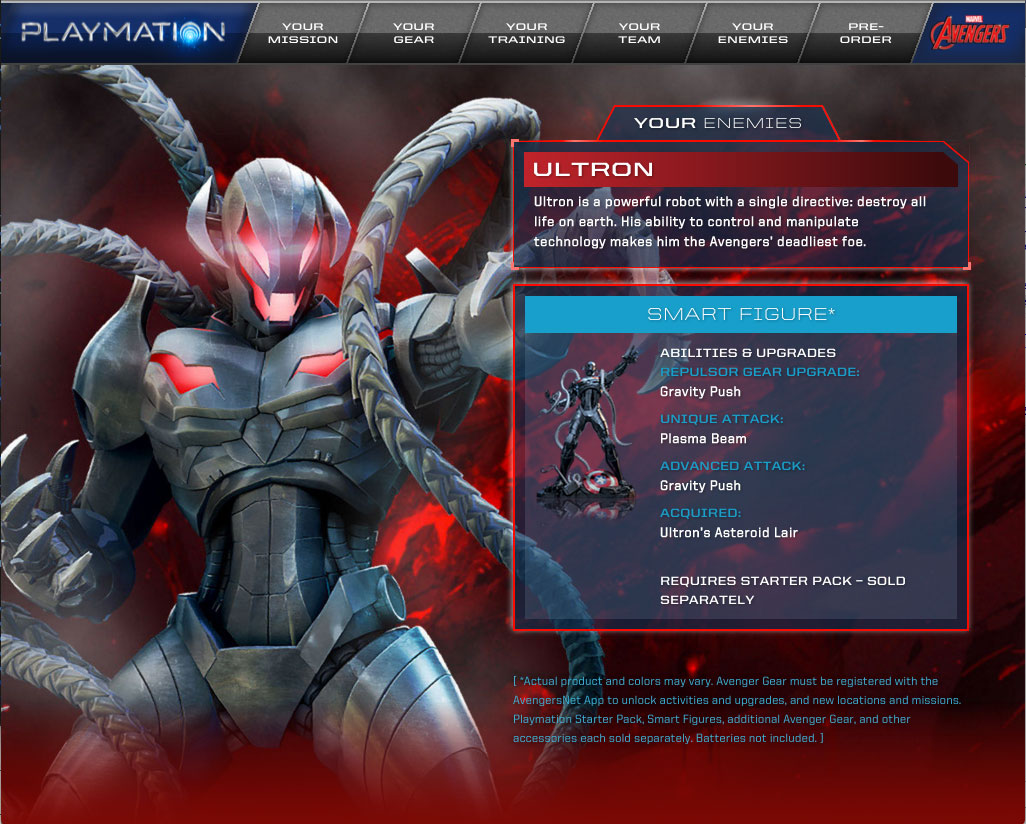 PLAYMATION
YOUR
MISSION
YOUR
GEAR
YOUR
TRAINING
YOUR
TEAM
YOUR
ENEMIES
PRE-
ORDER
MARVEL
AVENGERS
YOUR ENEMIES
ULTRON
Ultron is a powerful robot with a single directive: destroy all
life on earth. His ability to control and manipulate
technology makes him the Avengers' deadliest foe.
SMART FIGURE*
ABILITIES & UPGRADES
REPULSOR GEAR UPGRADE:
Gravity Push
UNIQUE ATTACK:
Plasma Beam
ADVANCED ATTACK:
Gravity Push
ACQUIRED:
Ultron's Asteroid Lair
REQUIRES STARTER PACK – SOLD
SEPARATELY
[ *Actual product and colors may vary. Avenger Gear must be registered with the
AvengersNet App to unlock activities and upgrades, and new locations and missions.
Playmation Starter Pack, Smart Figures, additional Avenger Gear, and other
accessories each sold separately. Batteries not included. ]